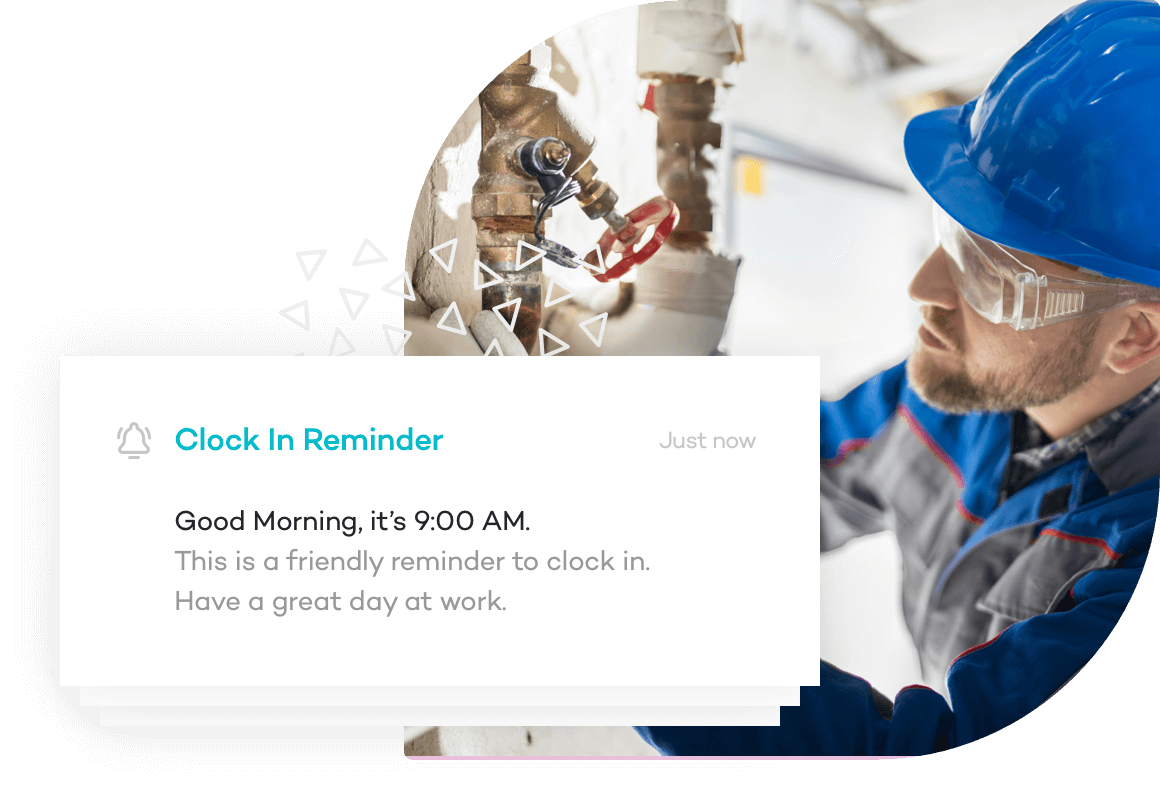 Clock In Reminder
Just now
Good Morning, it’s 9:00 AM.
This is a friendly reminder to clock in.
Have a great day at work.